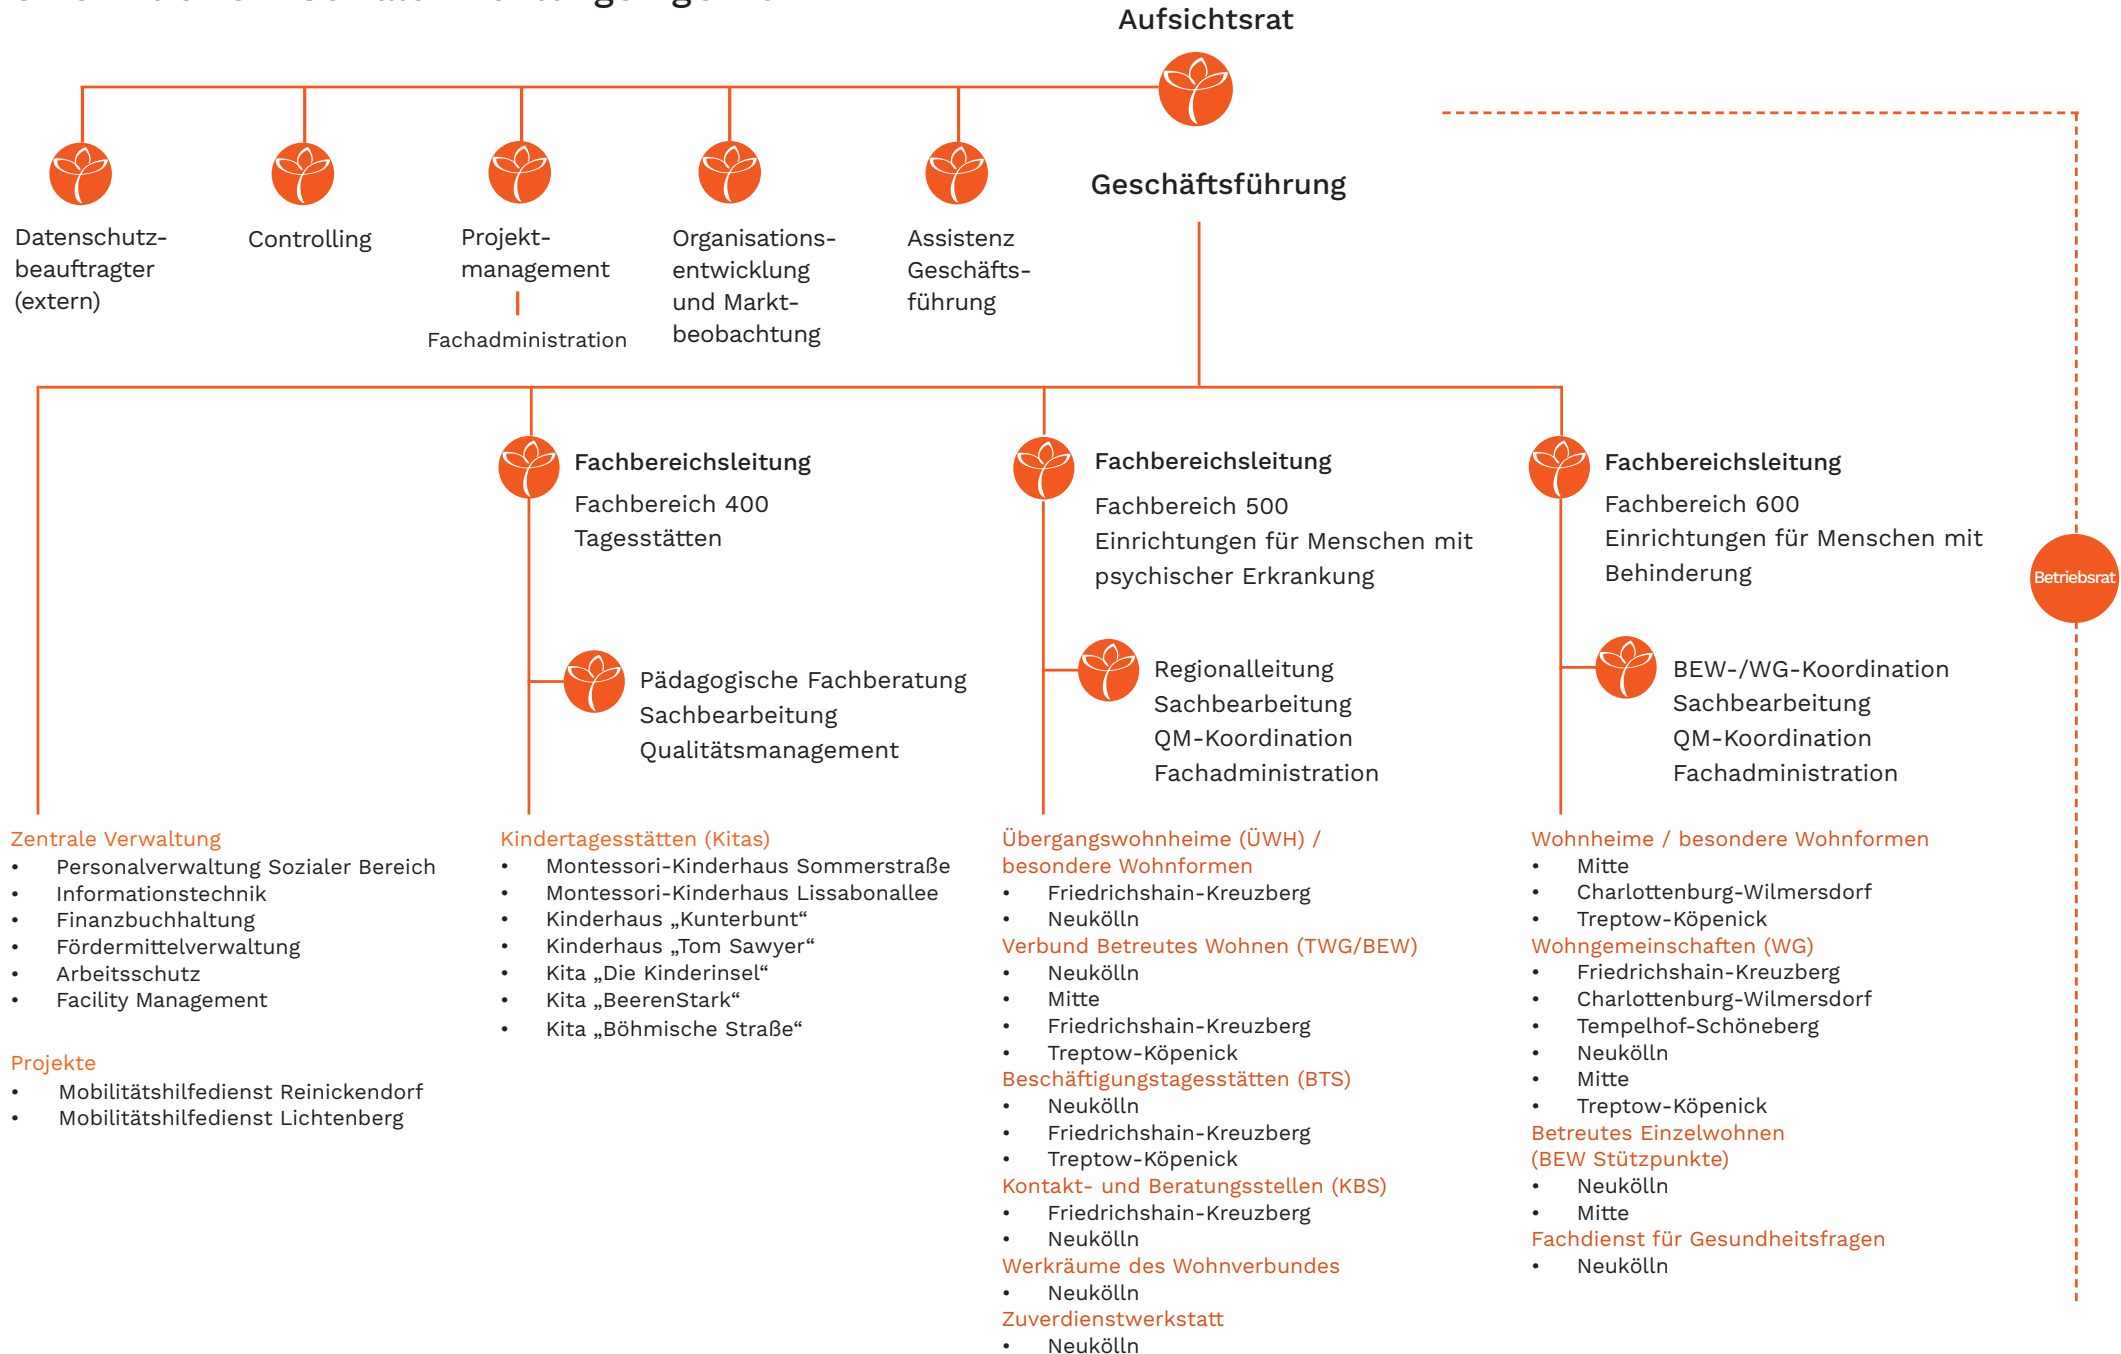 Aufsichtsrat
Geschäftsführung
Datenschutz-
beauftragter
(extern)
Controlling
Projekt-
management
Fachadministration
Organisations-
entwicklung
und Markt-
beobachtung
Assistenz
Geschäfts-
führung
Fachbereichsleitung
Fachbereich 400
Tagesstätten
Fachbereichsleitung
Fachbereich 500
Einrichtungen für Menschen mit
psychischer Erkrankung
Fachbereichsleitung
Fachbereich 600
Einrichtungen für Menschen mit
Behinderung
Betriebsrat
Pädagogische Fachberatung
Sachbearbeitung
Qualitätsmanagement
Regionalleitung
Sachbearbeitung
QM-Koordination
Fachadministration
BEW-/WG-Koordination
Sachbearbeitung
QM-Koordination
Fachadministration
Zentrale Verwaltung
• Personalverwaltung Sozialer Bereich
• Informationstechnik
• Finanzbuchhaltung
• Fördermittelverwaltung
• Arbeitsschutz
• Facility Management
Projekte
• Mobilitätshilfedienst Reinickendorf
• Mobilitätshilfedienst Lichtenberg
Kindertagesstätten (Kitas)
• Montessori-Kinderhaus Sommerstraße
• Montessori-Kinderhaus Lissabonallee
• Kinderhaus „Kunterbunt“
• Kinderhaus „Tom Sawyer“
• Kita „Die Kinderinsel“
• Kita „BeerenStark“
• Kita „Böhmische Straße“
Übergangswohnheime (ÜWH) /
besondere Wohnformen
• Friedrichshain-Kreuzberg
• Neukölln
Verbund Betreutes Wohnen (TWG/BEW)
• Neukölln
• Mitte
• Friedrichshain-Kreuzberg
• Treptow-Köpenick
Beschäftigungstagesstätten (BTS)
• Neukölln
• Friedrichshain-Kreuzberg
• Treptow-Köpenick
Kontakt- und Beratungsstellen (KBS)
• Friedrichshain-Kreuzberg
• Neukölln
Werkräume des Wohnverbundes
• Neukölln
Zuverdienstwerkstatt
• Neukölln
Wohnheime / besondere Wohnformen
• Mitte
• Charlottenburg-Wilmersdorf
• Treptow-Köpenick
Wohngemeinschaften (WG)
• Friedrichshain-Kreuzberg
• Charlottenburg-Wilmersdorf
• Tempelhof-Schöneberg
• Neukölln
• Mitte
• Treptow-Köpenick
Betreutes Einzelwohnen
(BEW Stützpunkte)
• Neukölln
• Mitte
Fachdienst für Gesundheitsfragen
• Neukölln